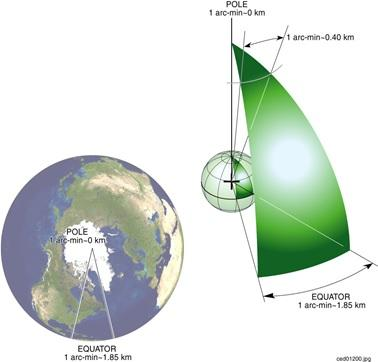 POLE
1 arc-min~0 km
1 arc-min~0.40 km
POLE
1 arc-min~0 km
EQUATOR
1 arc-min~1.85 km
EQUATOR
1 arc-min~1.85 km
ced01200.jpg